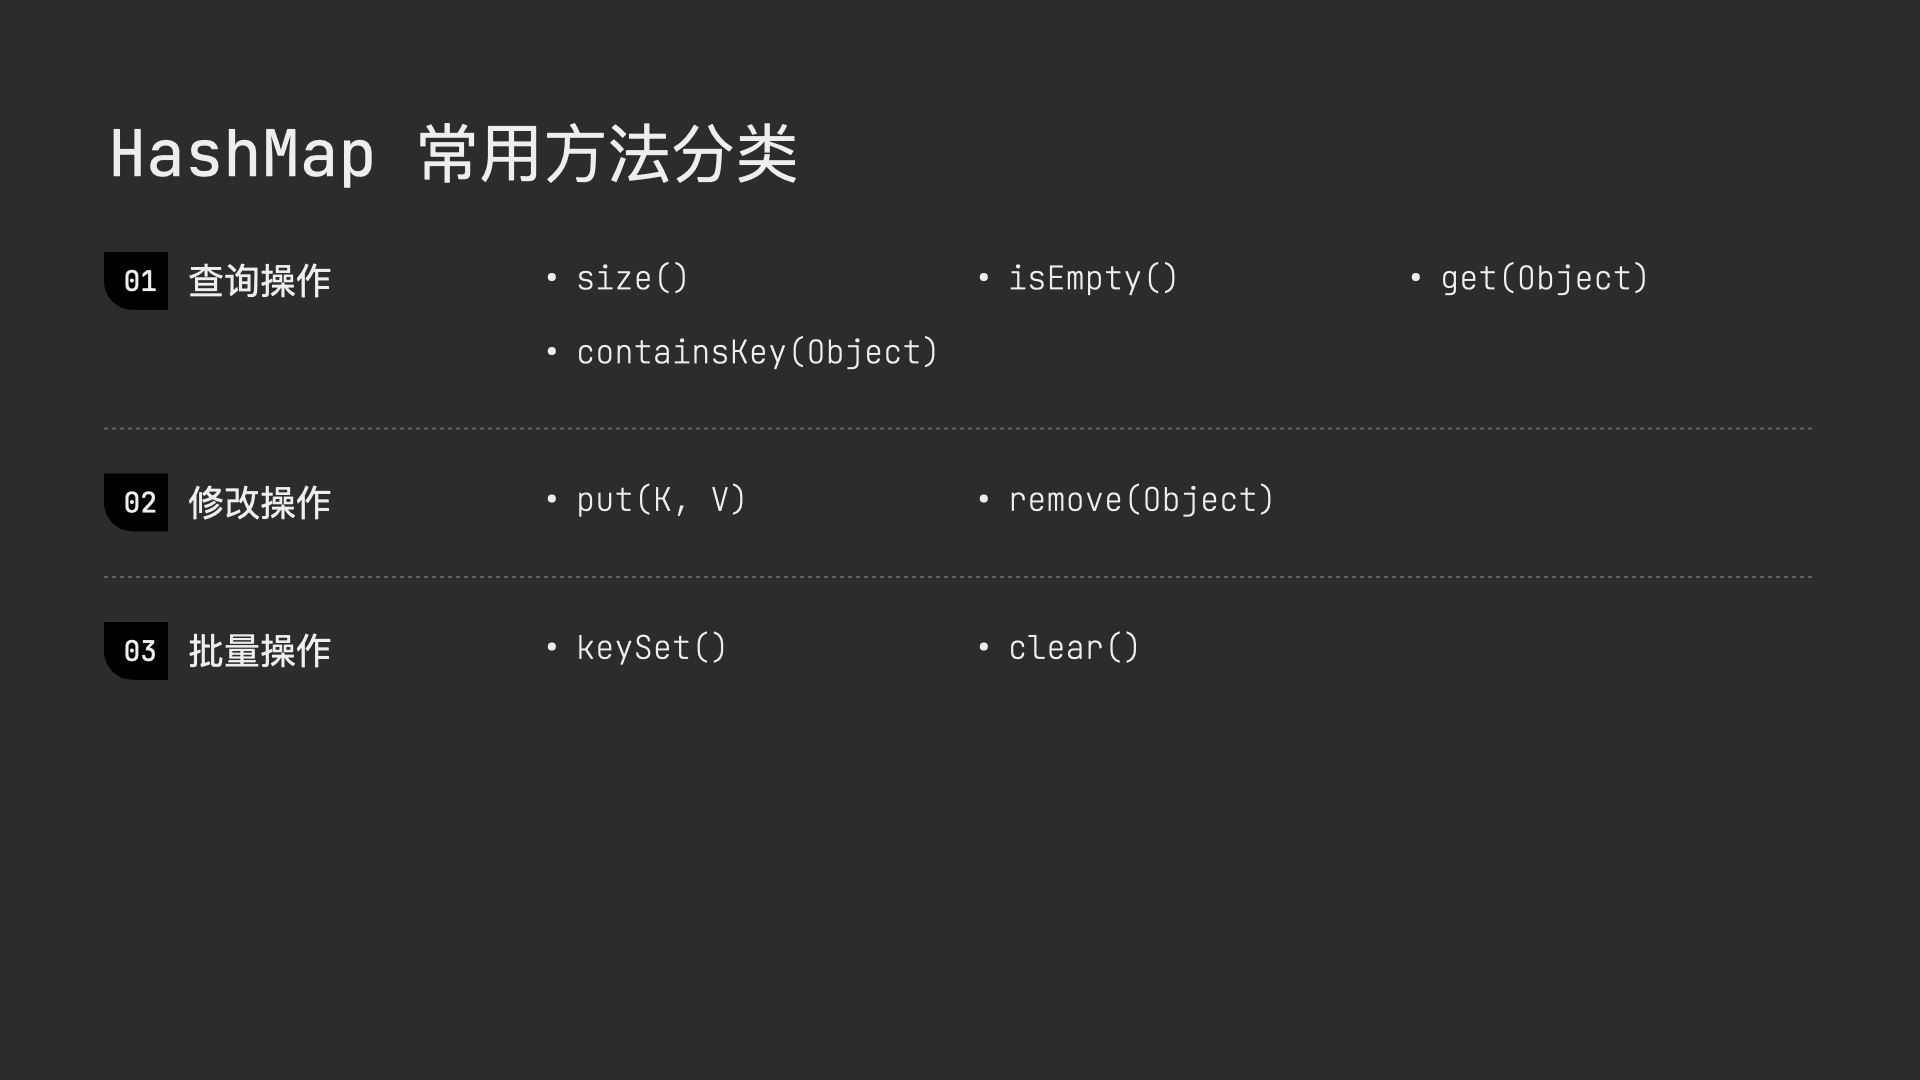 HashMap 常用方法分类
01 查询操作
• size()
• isEmpty()
• get(Object)
• containsKey(Object)
02 修改操作
• put(K, V)
• remove(Object)
03 批量操作
• keySet()
• clear()